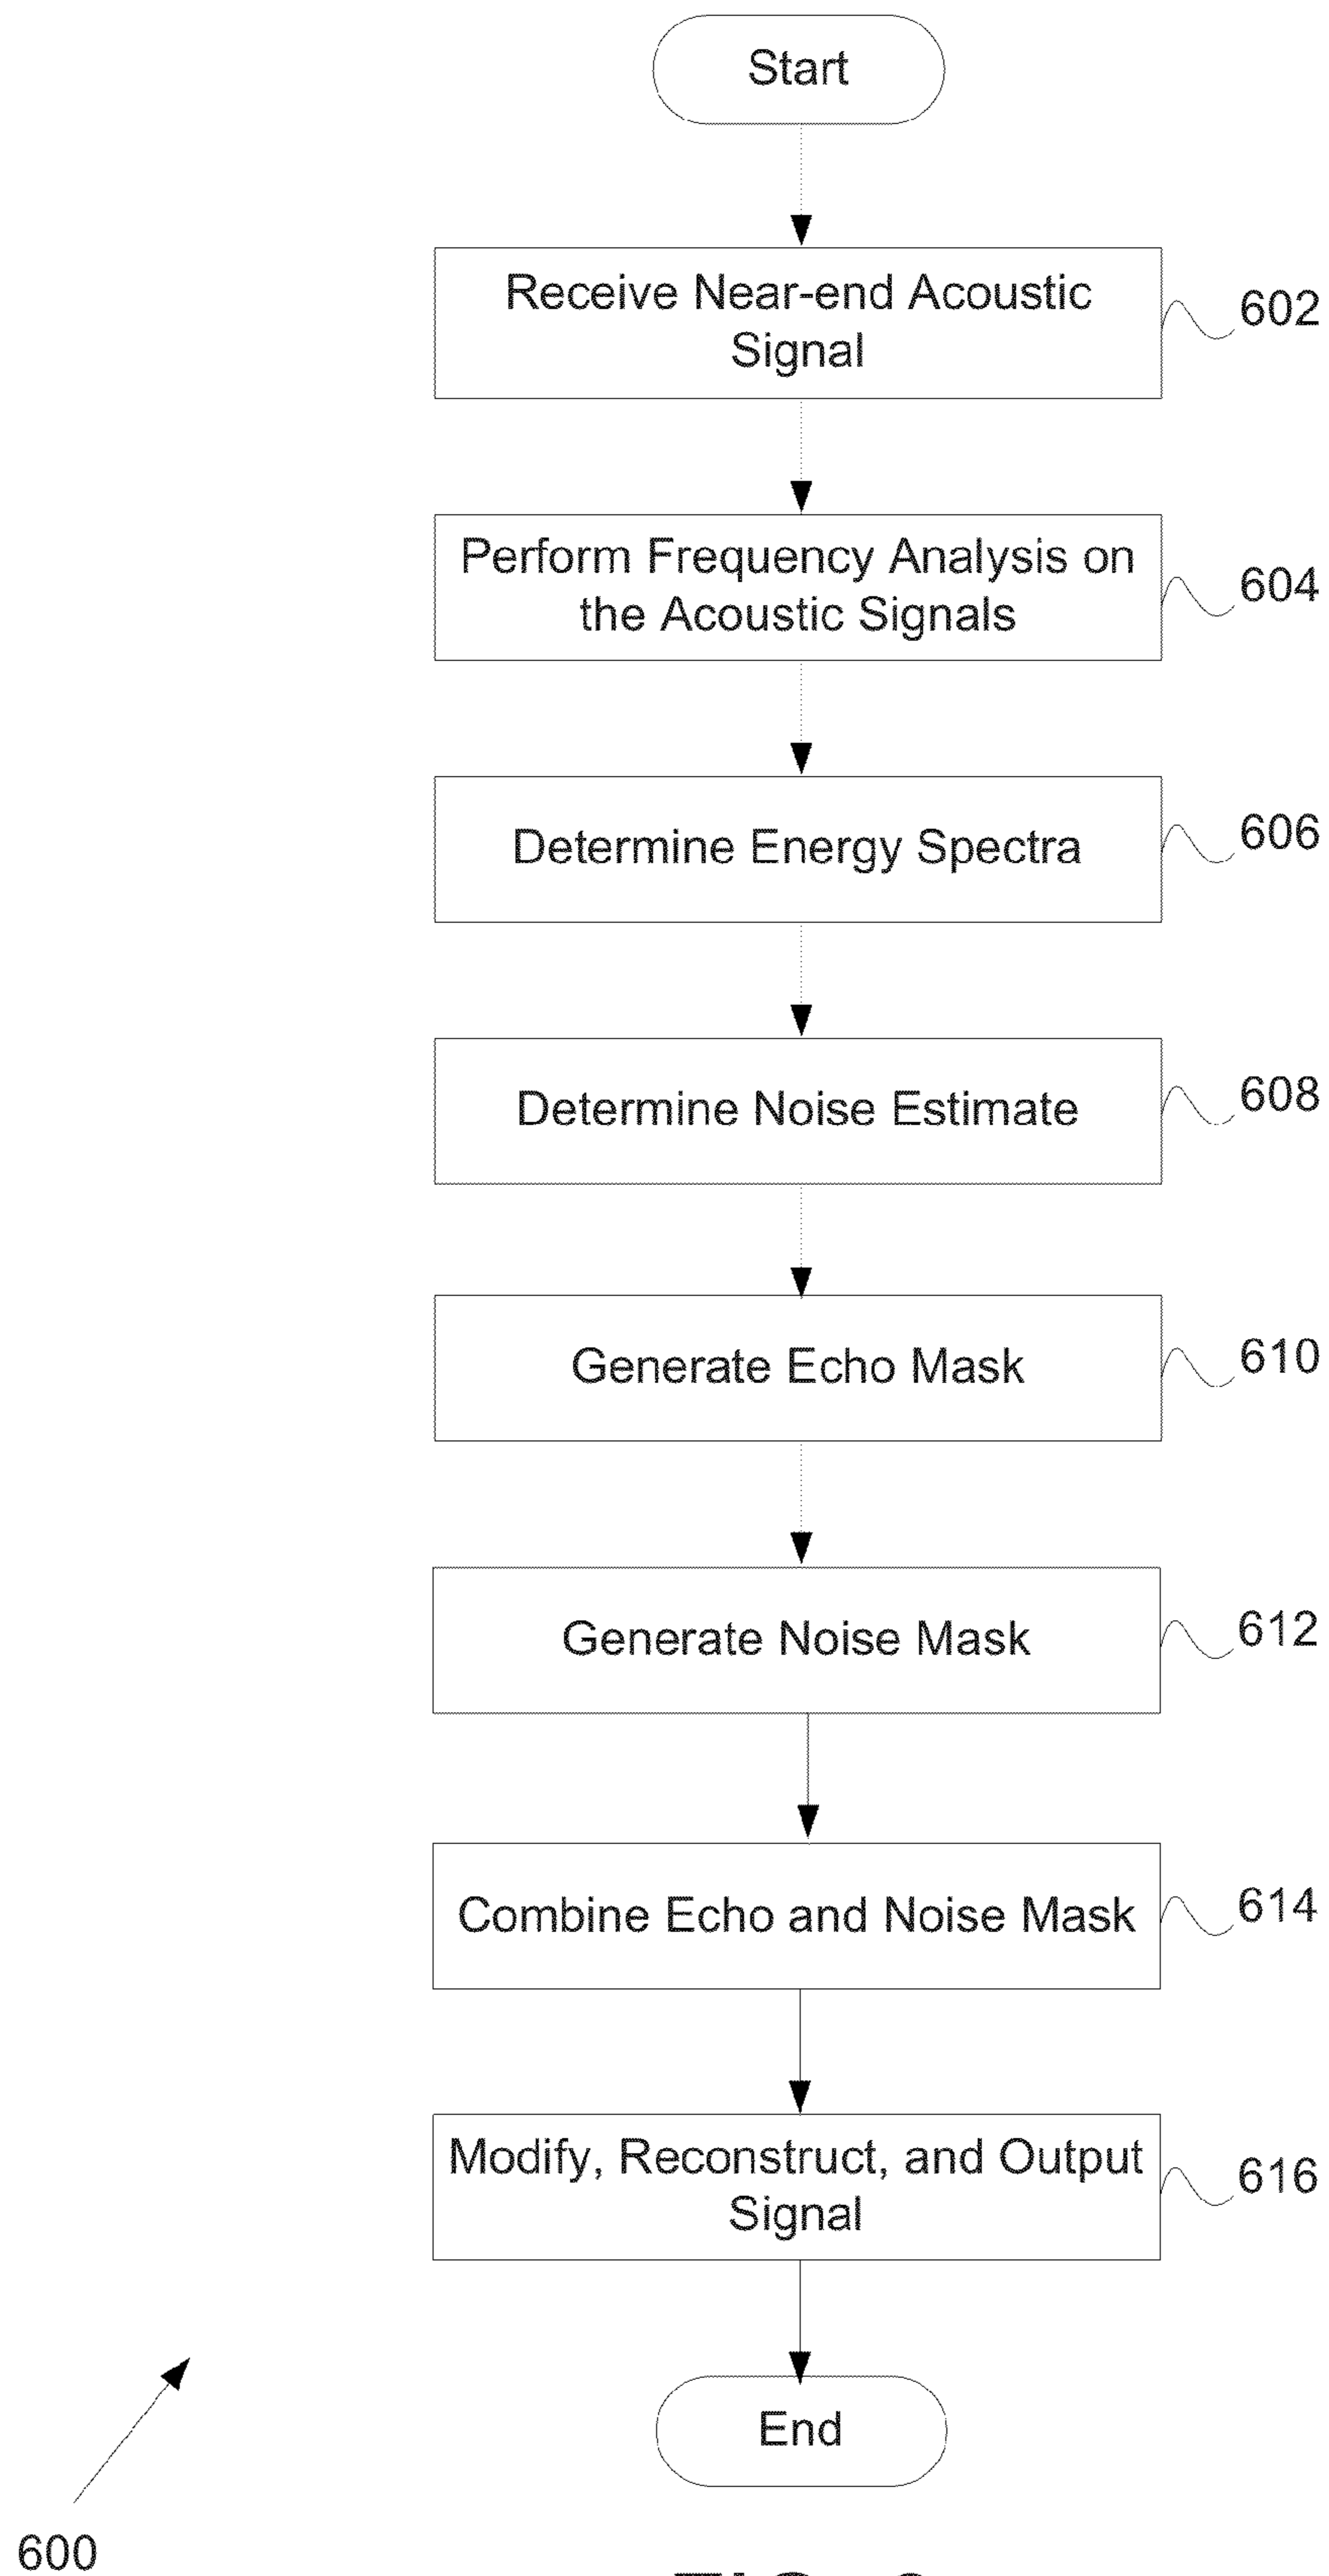 Start
Receive Near-end Acoustic
Signal
602
Perform Frequency Analysis on
the Acoustic Signals
604
Determine Energy Spectra
606
Determine Noise Estimate
608
Generate Echo Mask
610
Generate Noise Mask
612
Combine Echo and Noise Mask
614
Modify, Reconstruct, and Output
Signal
616
End
600